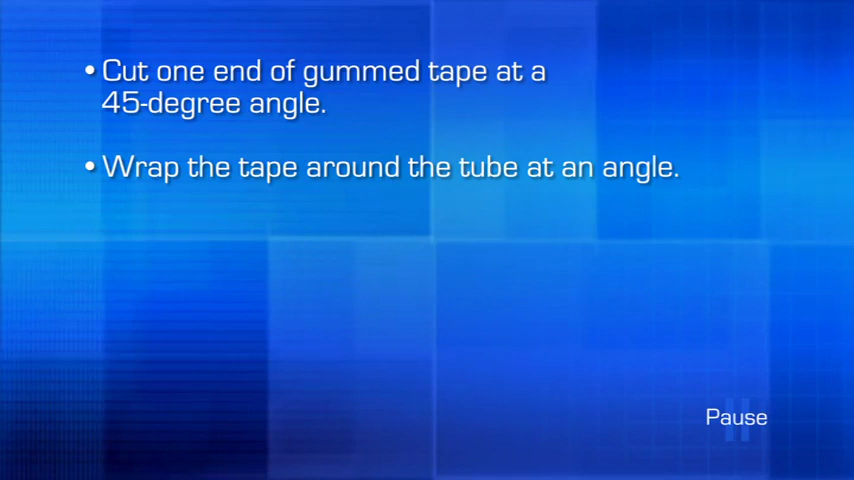 • Cut one end of gummed tape at a
45-degree angle.
• Wrap the tape around the tube at an angle.
Pause